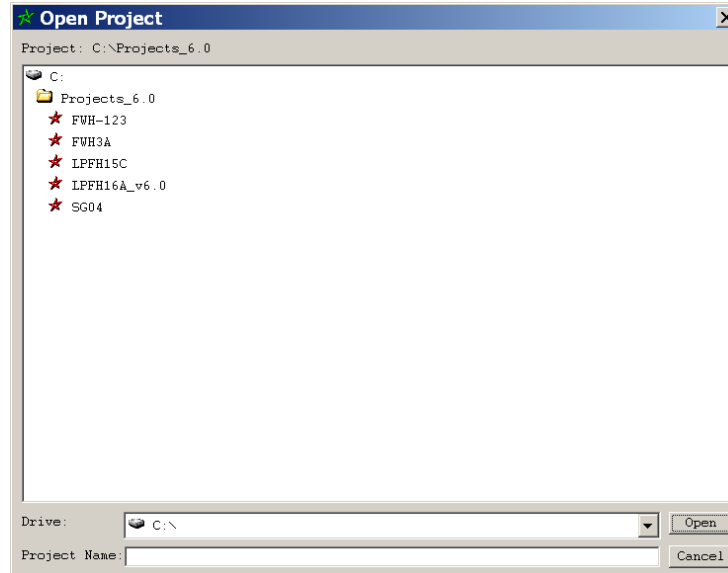 Open Project
Project: C:\Projects_6.0
C:
Projects_6.0
FWH-123
FWH3A
LPFH15C
LPFH16A_v6.0
SG04
Drive: C:\ Open
Project Name: Cancel